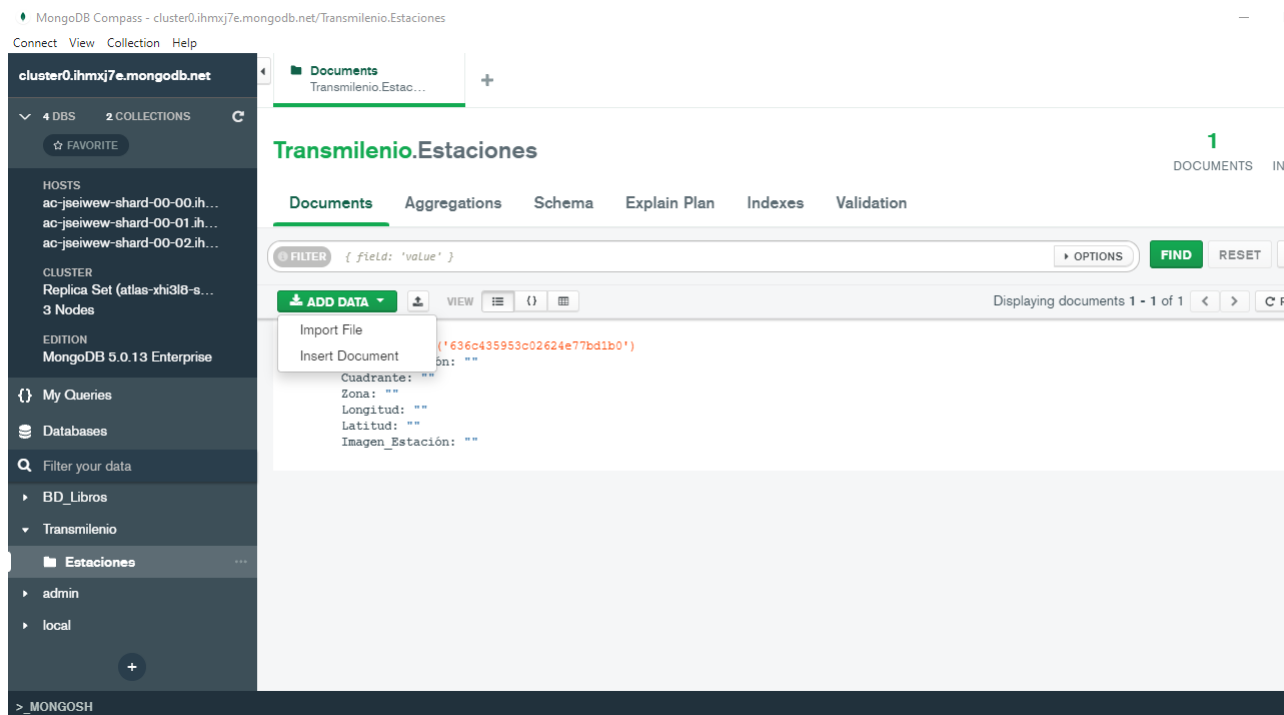 MongoDB Compass - cluster0.ihmxj7e.mongodb.net/Transmilenio.Estaciones
Connect View Collection Help
cluster0.ihmxj7e.mongodb.net
4 DBS 2 COLLECTIONS
FAVORITE
HOSTS
ac-jseiwew-shard-00-00.ih...
ac-jseiwew-shard-00-01.ih...
ac-jseiwew-shard-00-02.ih...
CLUSTER
Replica Set (atlas-xhi3l8-s...
3 Nodes
EDITION
MongoDB 5.0.13 Enterprise
{} My Queries
Databases
Filter your data
BD_Libros
Transmilenio
Estaciones
admin
local
>_MONGOSH
Documents
Transmilenio.Estac...
Transmilenio.Estaciones
1
DOCUMENTS IN
Documents Aggregations Schema Explain Plan Indexes Validation
FILTER { field: 'value' } OPTIONS FIND RESET
ADD DATA VIEW {} Displaying documents 1 - 1 of 1
Import File
Insert Document
('636c435953c02624e77bd1b0')
ón: ""
Cuadrante: ""
Zona: ""
Longitud: ""
Latitud: ""
Imagen_Estación: ""